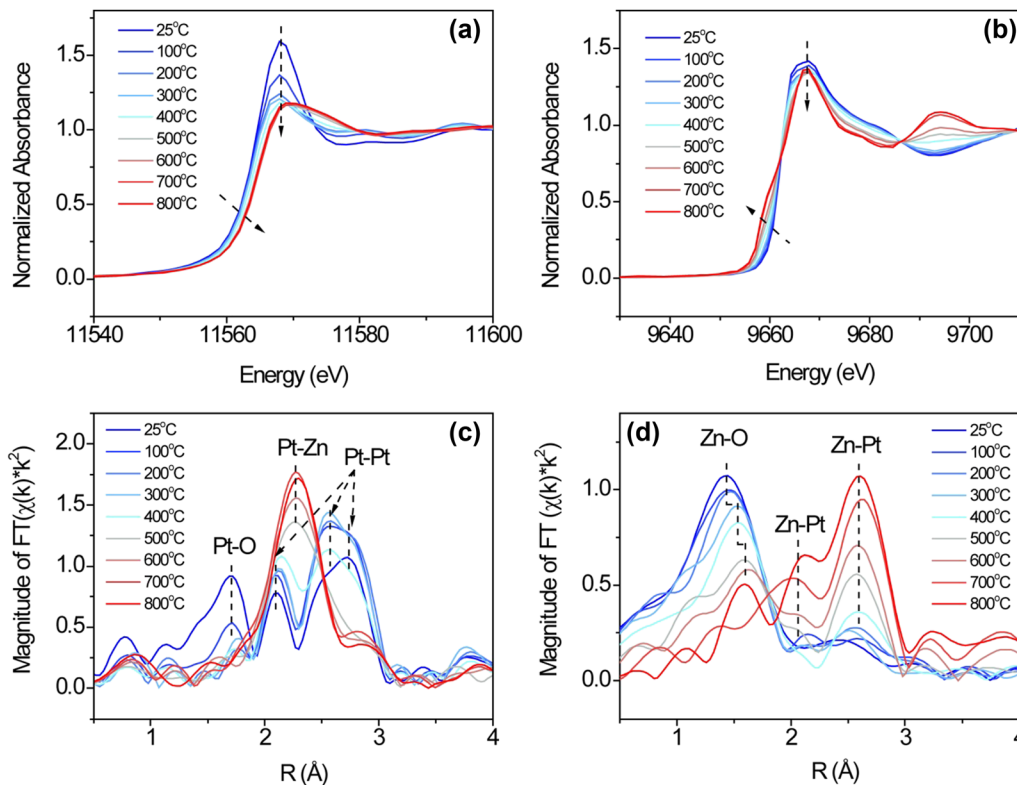 (a)
25°C
100°C
200°C
300°C
400°C
500°C
600°C
700°C
800°C
1.5
1.0
0.5
0.0
Normalized Absorbance
11540 11560 11580 11600
Energy (eV)
(b)
25°C
100°C
200°C
300°C
400°C
500°C
600°C
700°C
800°C
1.5
1.0
0.5
0.0
Normalized Absorbance
9640 9660 9680 9700
Energy (eV)
(c)
25°C
100°C
200°C
300°C
400°C
500°C
600°C
700°C
800°C
Pt-O
Pt-Zn
Pt-Pt
2.0
1.5
1.0
0.5
0.0
Magnitude of FT(χ(k)*k²)
1 2 3 4
R (Å)
(d)
Zn-O
Zn-Pt
Zn-Pt
25°C
100°C
200°C
300°C
400°C
500°C
600°C
700°C
800°C
1.0
0.5
0.0
Magnitude of FT (χ(k)*k²)
1 2 3 4
R (Å)